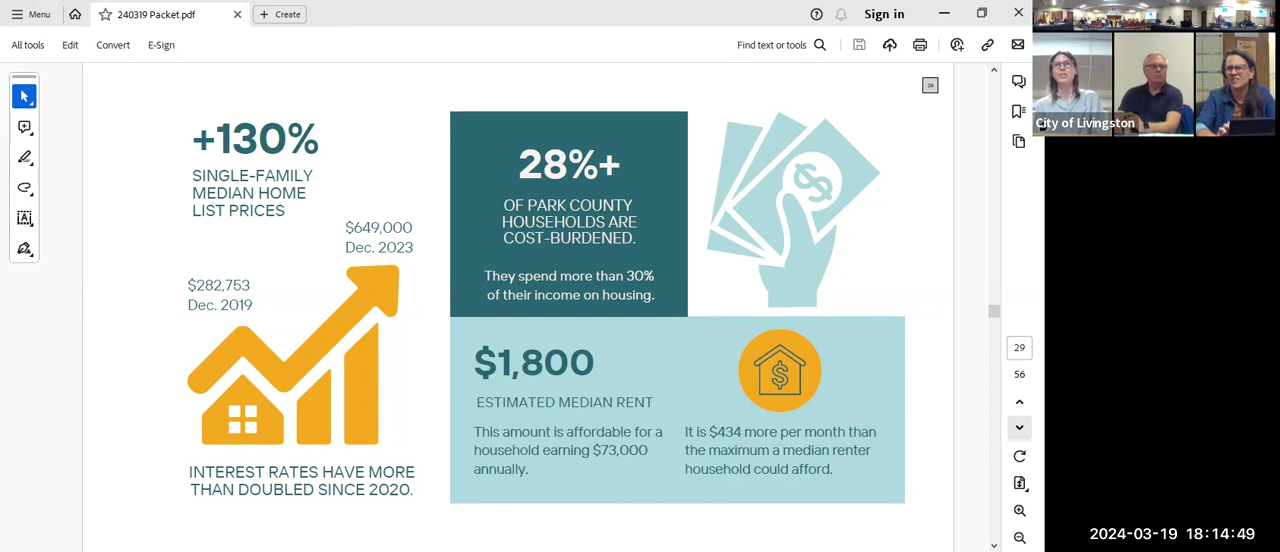 Menu
240319 Packet.pdf
Create
Sign in
All tools
Edit
Convert
E-Sign
Find text or tools
29
+130%
SINGLE-FAMILY
MEDIAN HOME
LIST PRICES
$649,000
Dec. 2023
$282,753
Dec. 2019
INTEREST RATES HAVE MORE
THAN DOUBLED SINCE 2020.
28%+
OF PARK COUNTY
HOUSEHOLDS ARE
COST-BURDENED.
They spend more than 30%
of their income on housing.
$1,800
ESTIMATED MEDIAN RENT
This amount is affordable for a
household earning $73,000
annually.
It is $434 more per month than
the maximum a median renter
household could afford.
29
56
City of Livingston
2024-03-19 18:14:49